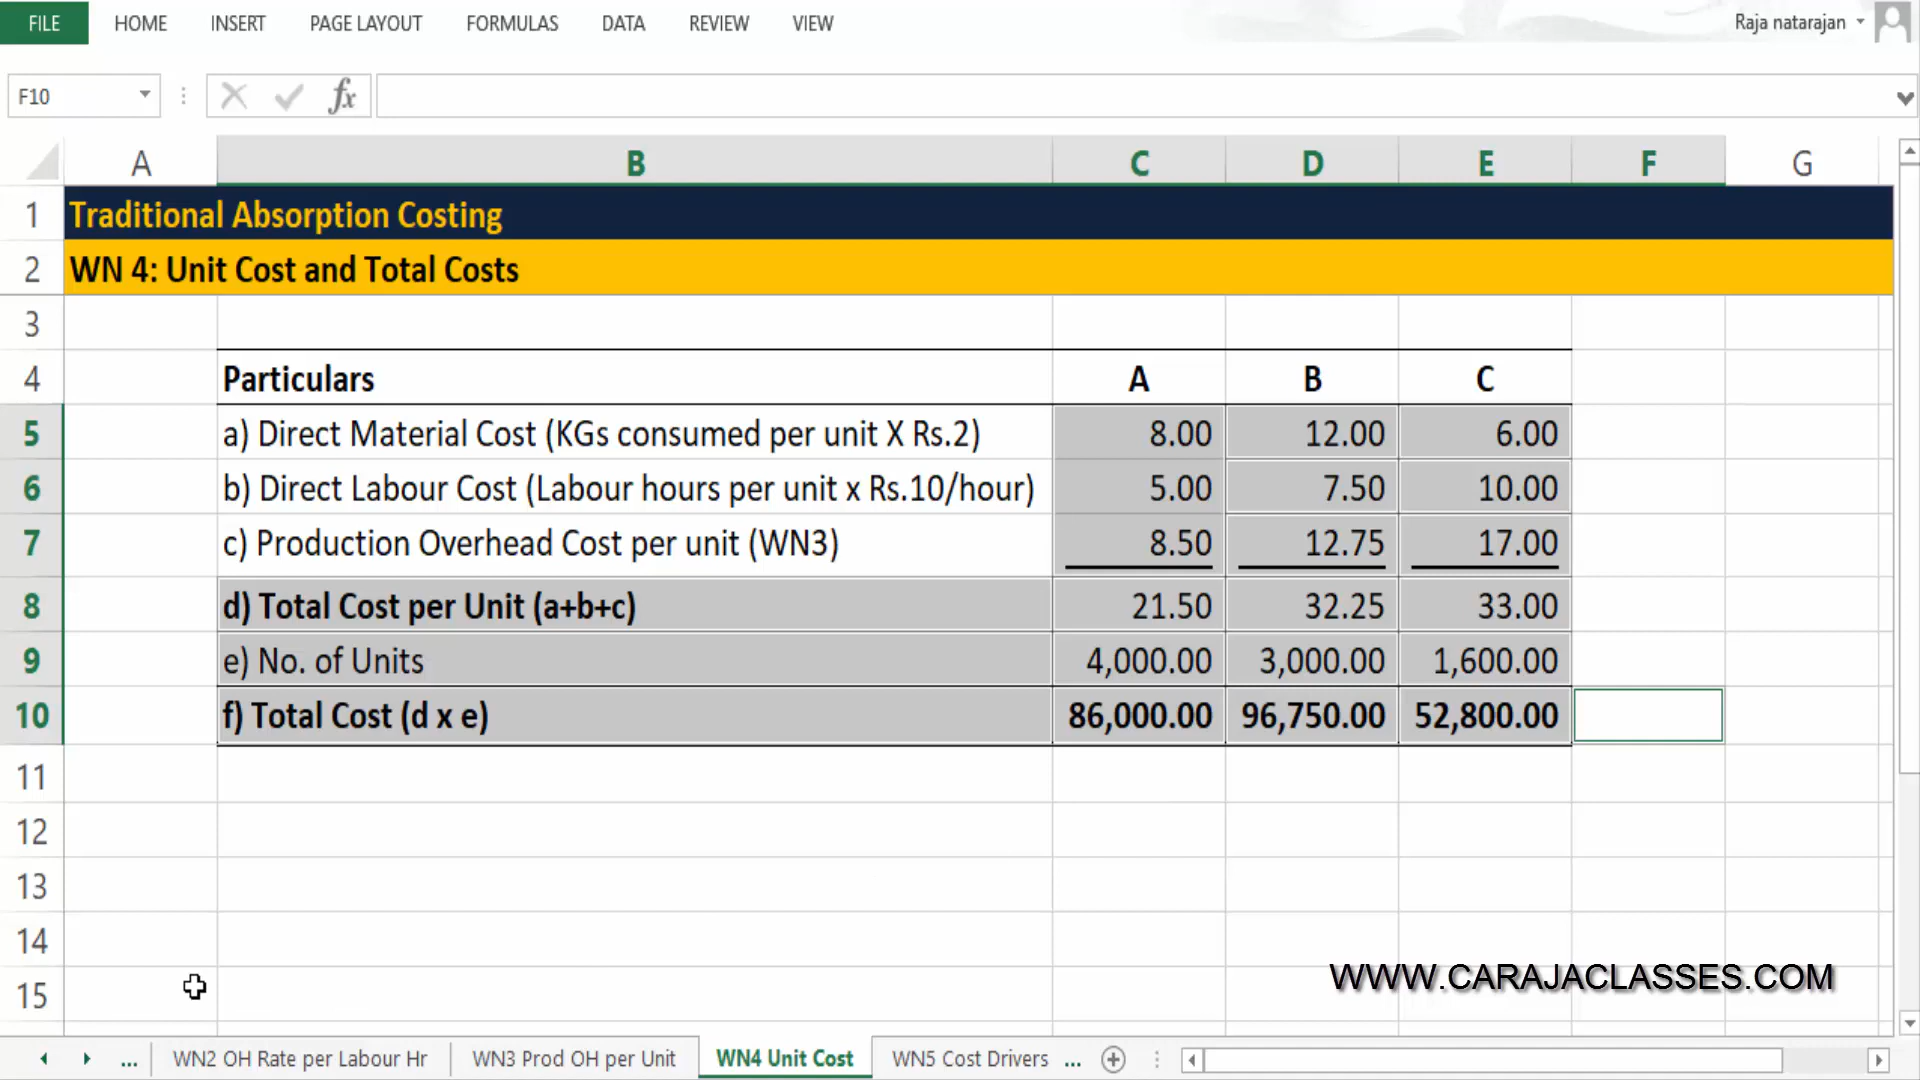 FILE HOME INSERT PAGE LAYOUT FORMULAS DATA REVIEW VIEW Raja natarajan
F10 fx
A B C D E F G
1 Traditional Absorption Costing
2 WN 4: Unit Cost and Total Costs
3
4 Particulars A B C
5 a) Direct Material Cost (KGs consumed per unit X Rs.2) 8.00 12.00 6.00
6 b) Direct Labour Cost (Labour hours per unit x Rs.10/hour) 5.00 7.50 10.00
7 c) Production Overhead Cost per unit (WN3) 8.50 12.75 17.00
8 d) Total Cost per Unit (a+b+c) 21.50 32.25 33.00
9 e) No. of Units 4,000.00 3,000.00 1,600.00
10 f) Total Cost (d x e) 86,000.00 96,750.00 52,800.00
11
12
13
14
WWW.CARAJACLASSES.COM
15
... WN2 OH Rate per Labour Hr WN3 Prod OH per Unit WN4 Unit Cost WN5 Cost Drivers ...